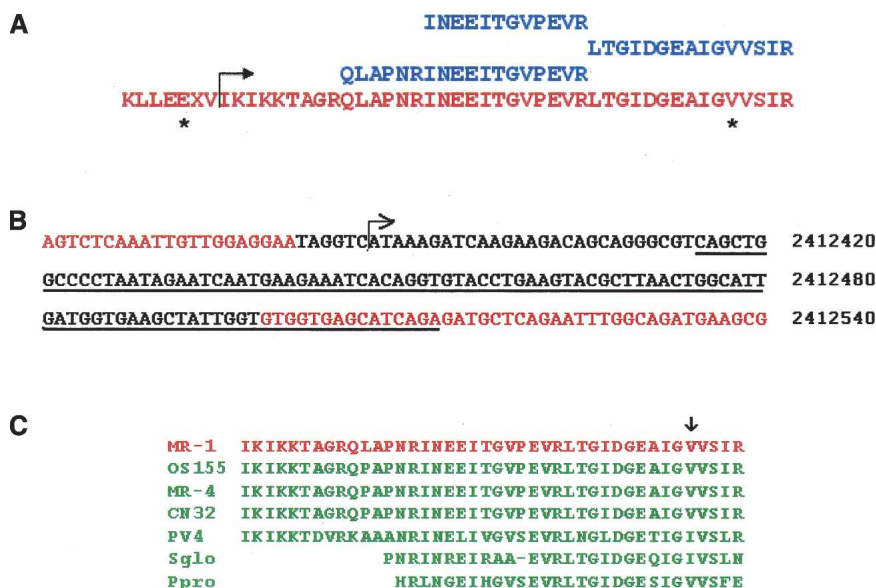 A
INEEITGVPEVR
LTGIDGEAIGVVSIR
QLAPNRINEEITGVPEVR
KLLEEXVIKIKKTAGRQLAPNRINEEITGVPEVRLTGIDGEAIGVVSIR
* *
B
AGTCTCAAATTGTTGGAGGAATAGGTCATAAAGATCAAGAAGACAGCAGGGCGTCAGCTG 2412420
GCCCCTAATAGAATCAATGAAGAAATCACAGGTGTACCTGAAGTACGCTTAACTGGCATT 2412480
GATGGTGAAGCTATTGGTGTGGTGAGCATCAGAGATGCTCAGAATTTGGCAGATGAAGCG 2412540
C
MR-1 IKIKKTAGRQLAPNRINEEITGVPEVRLTGIDGEAIGVVSIR
OS155 IKIKKTAGRQPAPNRINEEITGVPEVRLTGIDGEAIGVVSIR
MR-4 IKIKKTAGRQPAPNRINEEITGVPEVRLTGIDGEAIGVVSIR
CN32 IKIKKTAGRQPAPNRINEEITGVPEVRLTGIDGEAIGVVSIR
PV4 IKIKKTDVRKAAANRINELIVGVSEVRLNGLDGETIGIVSLR
Sglo PNRINREIRAA-EVRLTGIDGEQIGIVSLN
Ppro HRLNGEIHGVSEVRLTGIDGESIGVVSFE